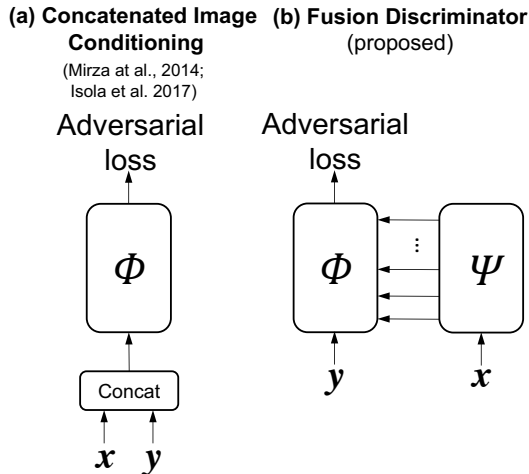 (a) Concatenated Image
Conditioning
(Mirza at al., 2014;
Isola et al. 2017)
Adversarial
loss
Φ
Concat
x y
(b) Fusion Discriminator
(proposed)
Adversarial
loss
Φ
...
Ψ
y
x